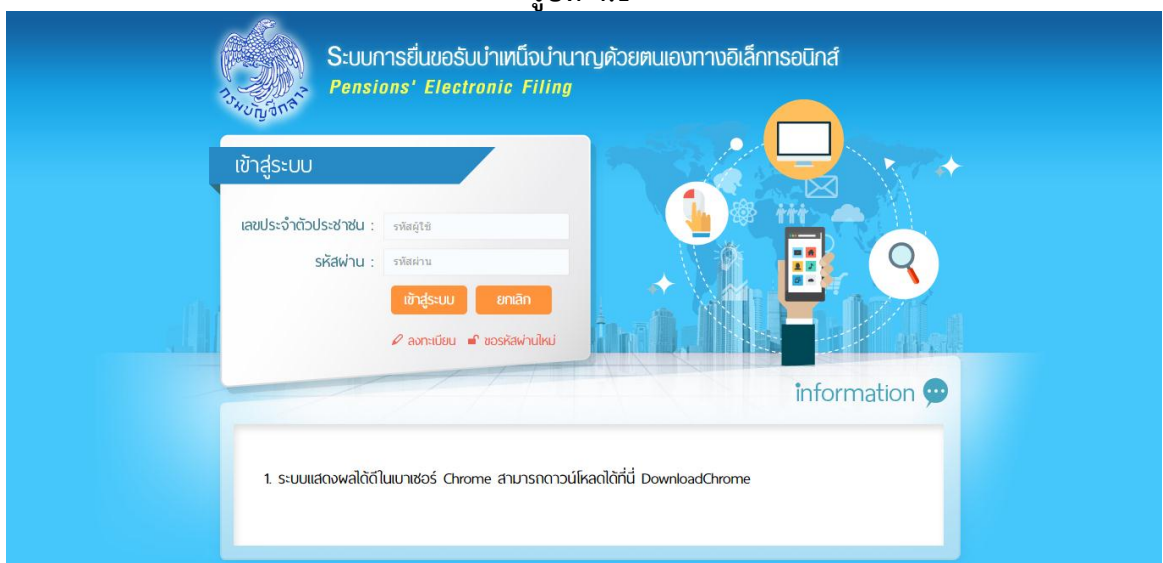 กรมบัญชีกลาง
ระบบการยื่นขอรับบำเหน็จบำนาญด้วยตนเองทางอิเล็กทรอนิกส์
Pensions' Electronic Filing
เข้าสู่ระบบ
เลขประจำตัวประชาชน : รหัสผู้ใช้
รหัสผ่าน : รหัสผ่าน
เข้าสู่ระบบ ยกเลิก
ลงทะเบียน ขอรหัสผ่านใหม่
information
1. ระบบแสดงผลได้ดีในเบาเซอร์ Chrome สามารถดาวน์โหลดได้ที่นี่ DownloadChrome